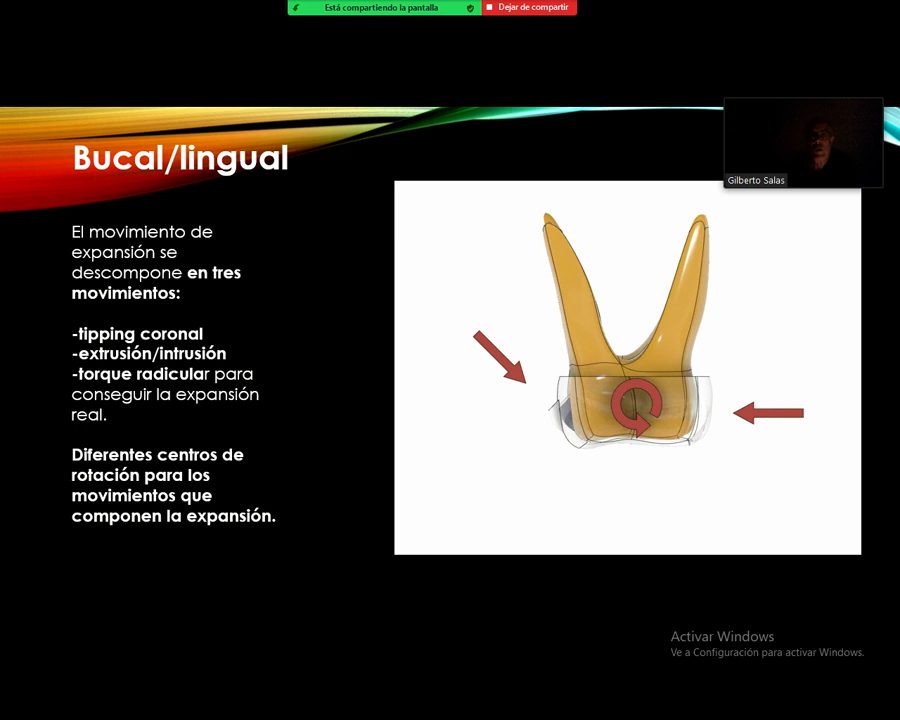 Está compartiendo la pantalla
Dejar de compartir
Gilberto Salas
Bucal/lingual
El movimiento de
expansión se
descompone en tres
movimientos:
-tipping coronal
-extrusión/intrusión
-torque radicular para
conseguir la expansión
real.
Diferentes centros de
rotación para los
movimientos que
componen la expansión.
Activar Windows
Ve a Configuración para activar Windows.